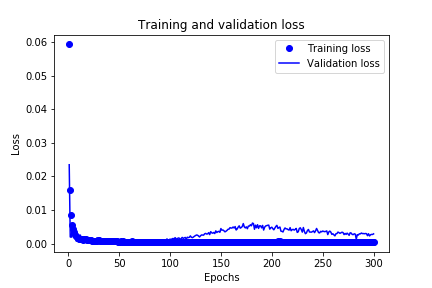 Training and validation loss
Training loss
Validation loss
Loss
0.06
0.05
0.04
0.03
0.02
0.01
0.00
0 50 100 150 200 250 300
Epochs